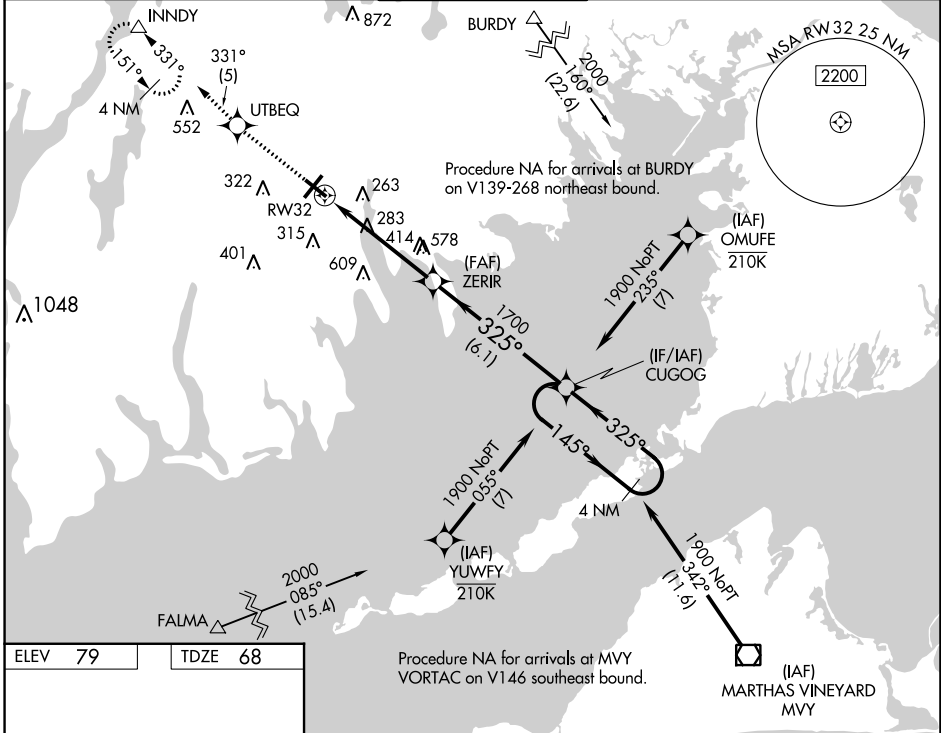 INNDY
872
BURDY
MSA RW32 25 NM
2200
331°
151°
4 NM
331°
(5)
552
UTBEQ
2000
160°
(22.6)
Procedure NA for arrivals at BURDY
on V139-268 northeast bound.
322
RW32
263
283
315
414
578
401
609
1048
(FAF)
ZERIR
(IAF)
OMUFE
210K
1900 NoPT
235°
(7)
1700
325°
(6.1)
(IF/IAF)
CUGOG
325°
145°
4 NM
1900 NoPT
055°
(7)
(IAF)
YUWFY
210K
1900 NoPT
342°
(11.6)
2000
085°
(15.4)
FALMA
ELEV 79
TDZE 68
Procedure NA for arrivals at MVY
VORTAC on V146 southeast bound.
(IAF)
MARTHAS VINEYARD
MVY